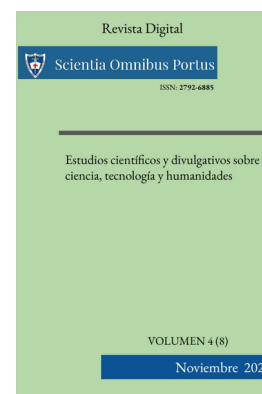 Revista Digital
Scientia Omnibus Portus
ISSN: 2792-6885
Estudios científicos y divulgativos sobre
ciencia, tecnología y humanidades
VOLUMEN 4 (8)
Noviembre 202